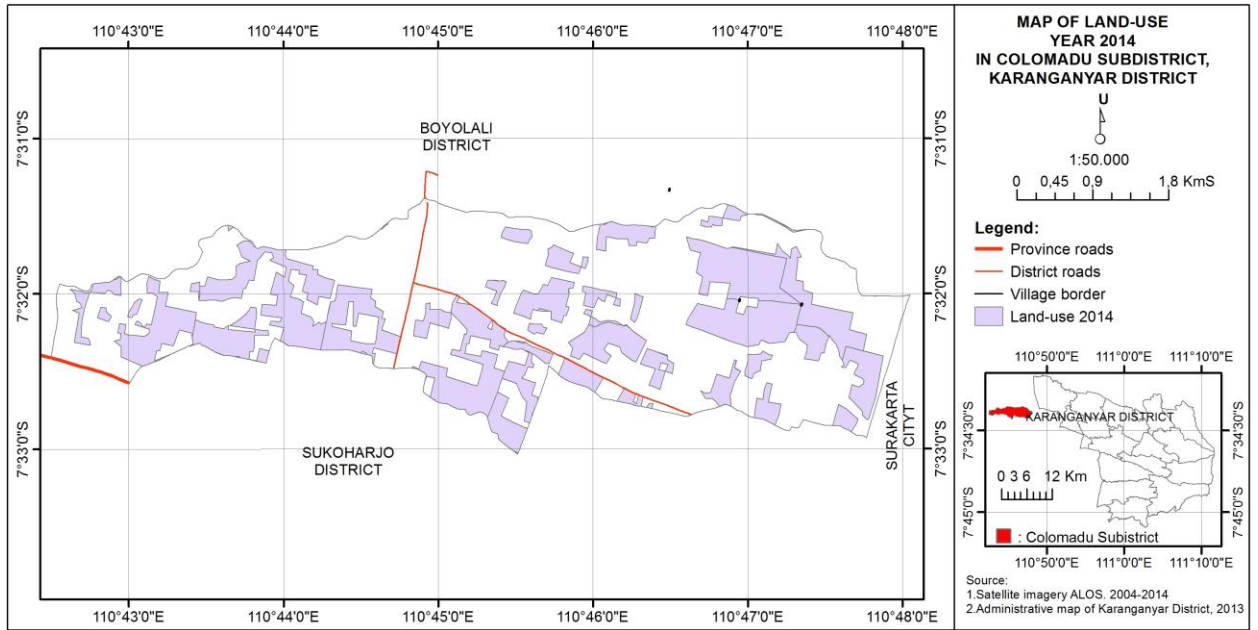 110°43'0"E 110°44'0"E 110°45'0"E 110°46'0"E 110°47'0"E 110°48'0"E
7°31'0"S
7°32'0"S
7°33'0"S
BOYOLALI
DISTRICT
SUKOHARJO
DISTRICT
SURAKARTA
CITYT
7°31'0"S
7°32'0"S
7°33'0"S
110°43'0"E 110°44'0"E 110°45'0"E 110°46'0"E 110°47'0"E 110°48'0"E
MAP OF LAND-USE
YEAR 2014
IN COLOMADU SUBDISTRICT,
KARANGANYAR DISTRICT
U
1:50.000
0 0,45 0,9 1,8 KmS
Legend:
Province roads
District roads
Village border
Land-use 2014
110°50'0"E 111°0'0"E 111°10'0"E
7°34'30"S
7°45'0"S
KARANGANYAR DISTRICT
0 3 6 12 Km
: Colomadu Subistrict
7°34'30"S
7°45'0"S
110°50'0"E 111°0'0"E 111°10'0"E
Source:
1.Satellite imagery ALOS. 2004-2014
2.Administrative map of Karanganyar District, 2013